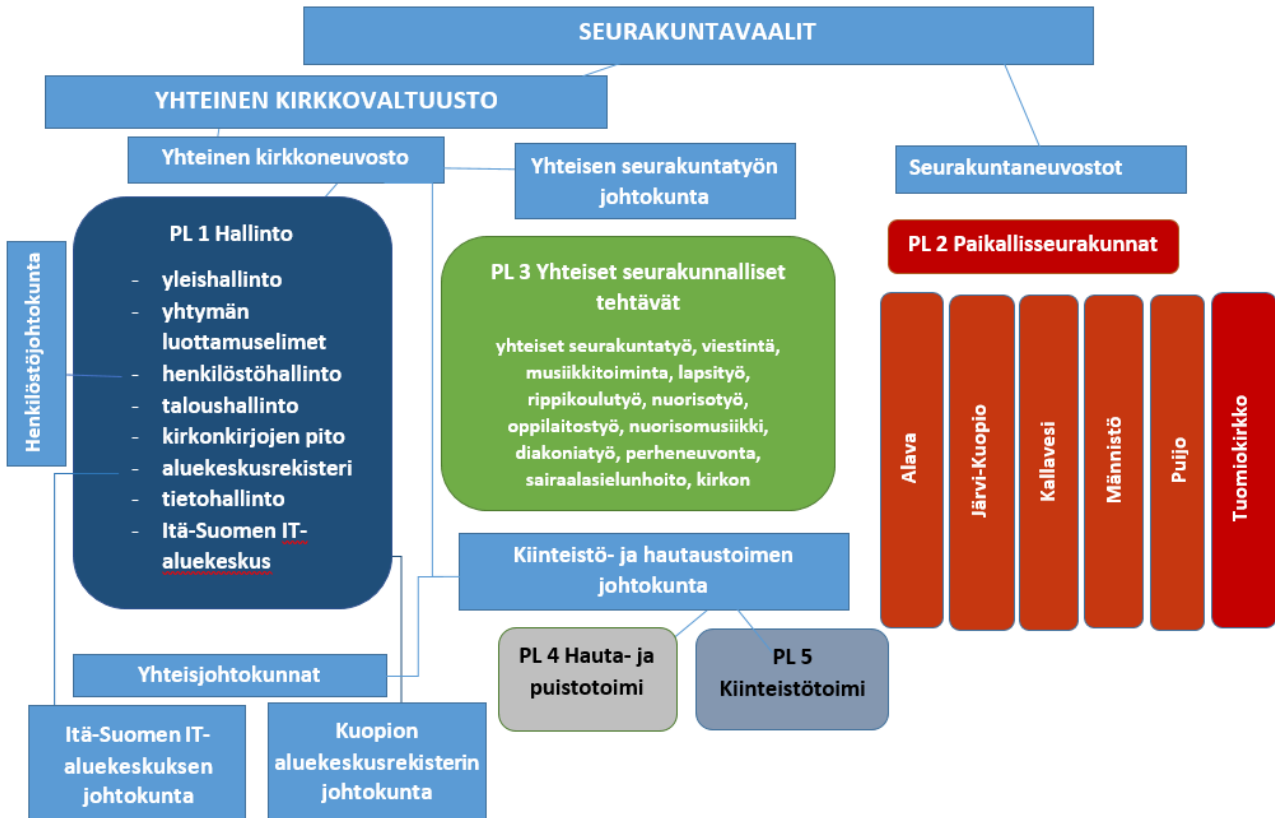 SEURAKUNTAVAALIT
YHTEINEN KIRKKOVALTUUSTO
Yhteinen kirkkoneuvosto
Yhteisen seurakuntatyön
johtokunta
Seurakuntaneuvostot
Henkilöstöjohtokunta
PL 1 Hallinto
- yleishallinto
- yhtymän
luottamuselimet
- henkilöstöhallinto
- taloushallinto
- kirkonkirjojen pito
- aluekeskusrekisteri
- tietohallinto
- Itä-Suomen IT-
aluekeskus
PL 3 Yhteiset seurakunnalliset
tehtävät
yhteiset seurakuntatyö, viestintä,
musiikkitoiminta, lapsityö,
rippikoulutyö, nuorisotyö,
oppilaitostyö, nuorisomusiikki,
diakoniatyö, perheneuvonta,
sairaalasielunhoito, kirkon
PL 2 Paikallisseurakunnat
Alava
Järvi-Kuopio
Kallavesi
Männistö
Puijo
Tuomiokirkko
Kiinteistö- ja hautaustoimen
johtokunta
PL 4 Hauta- ja
puistotoimi
PL 5
Kiinteistötoimi
Yhteisjohtokunnat
Itä-Suomen IT-
aluekeskuksen
johtokunta
Kuopion
aluekeskusrekisterin
johtokunta